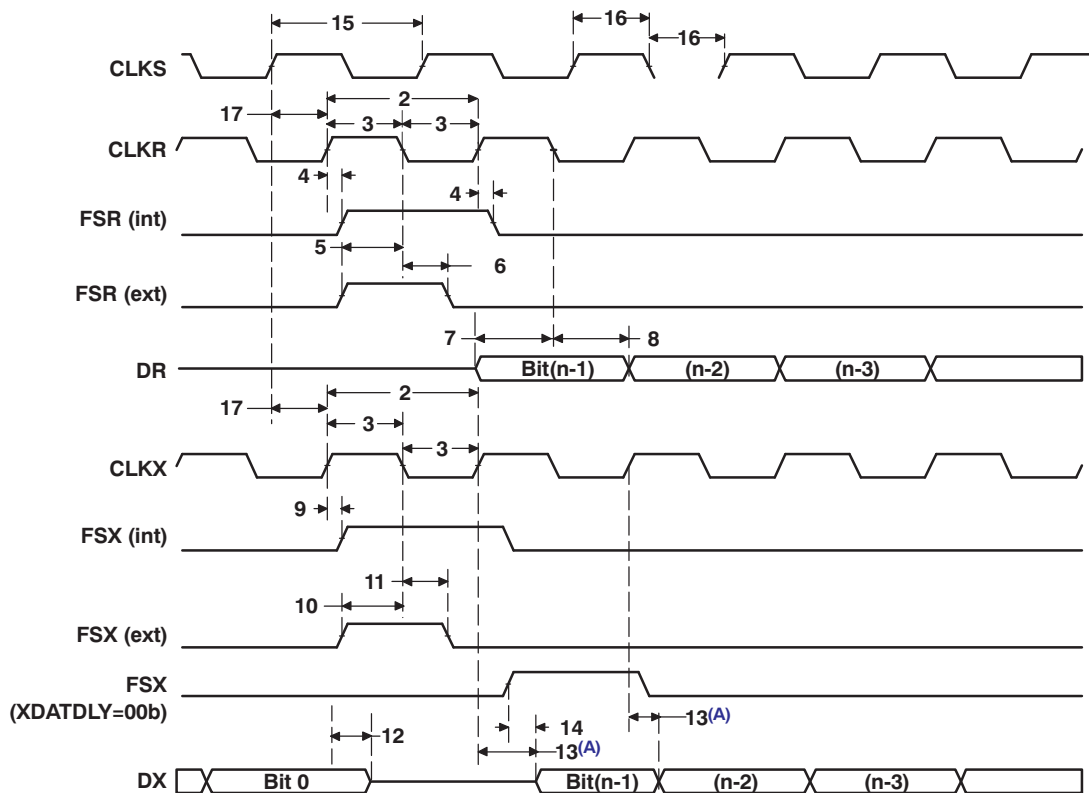 15
16
16
CLKS
2
17
3
3
CLKR
4
4
FSR (int)
5
6
FSR (ext)
7
8
DR
Bit(n-1)
(n-2)
(n-3)
2
17
3
3
CLKX
9
FSX (int)
11
10
FSX (ext)
FSX
(XDATDLY=00b)
13(A)
14
12
13(A)
DX
Bit 0
Bit(n-1)
(n-2)
(n-3)